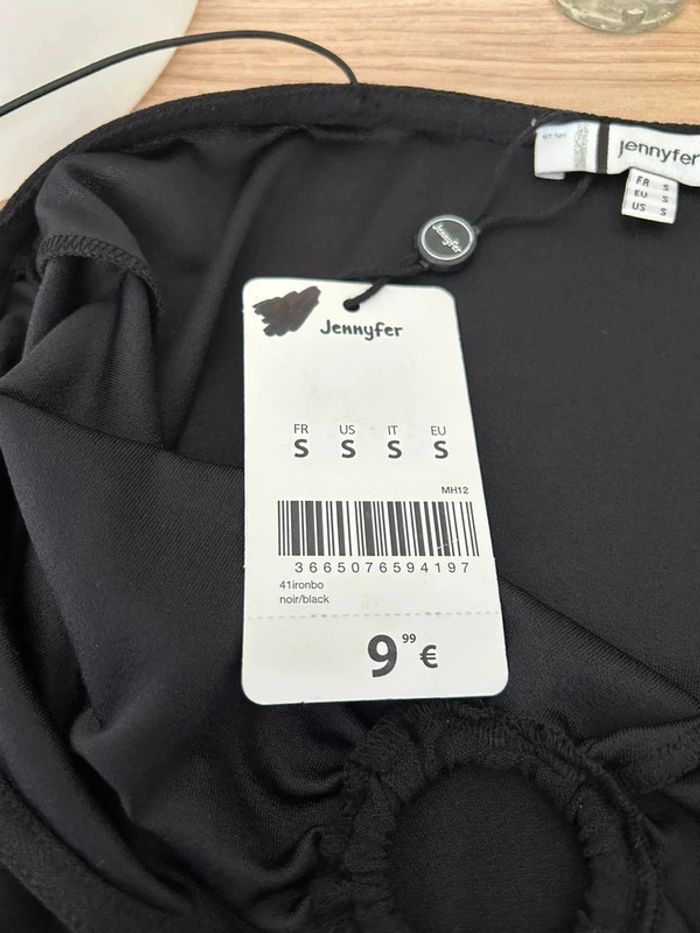 jennyfer
FR S
EU S
US S
Jennyfer
Jennyfer
FR US IT EU
S S S S
MH12
3665076594197
41ironbo
noir/black
9 99 €